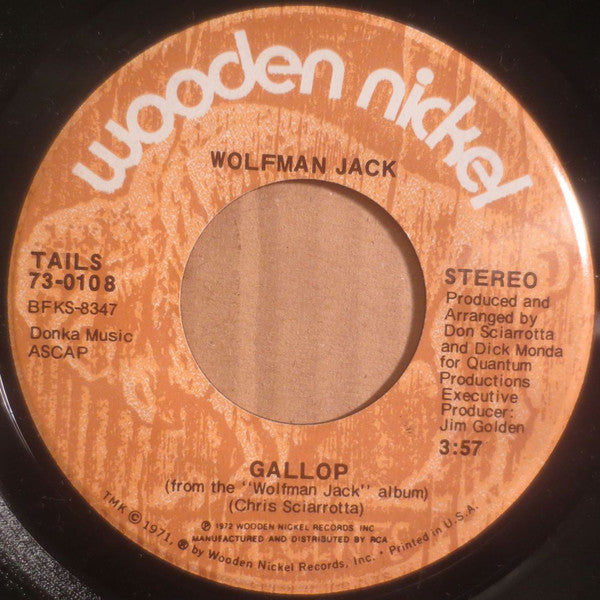 wooden nickel
WOLFMAN JACK
TAILS
73-0108
BFKS-8347
Donka Music
ASCAP
STEREO
Produced and
Arranged by
Don Sciarrotta
and Dick Monda
for Quantum
Productions
Executive
Producer:
Jim Golden
3:57
GALLOP
(from the "Wolfman Jack" album)
(Chris Sciarrotta)
℗ 1972 WOODEN NICKEL RECORDS, INC
MANUFACTURED AND DISTRIBUTED BY RCA
TMK © 1971, ® by Wooden Nickel Records, Inc. • Printed in U.S.A.